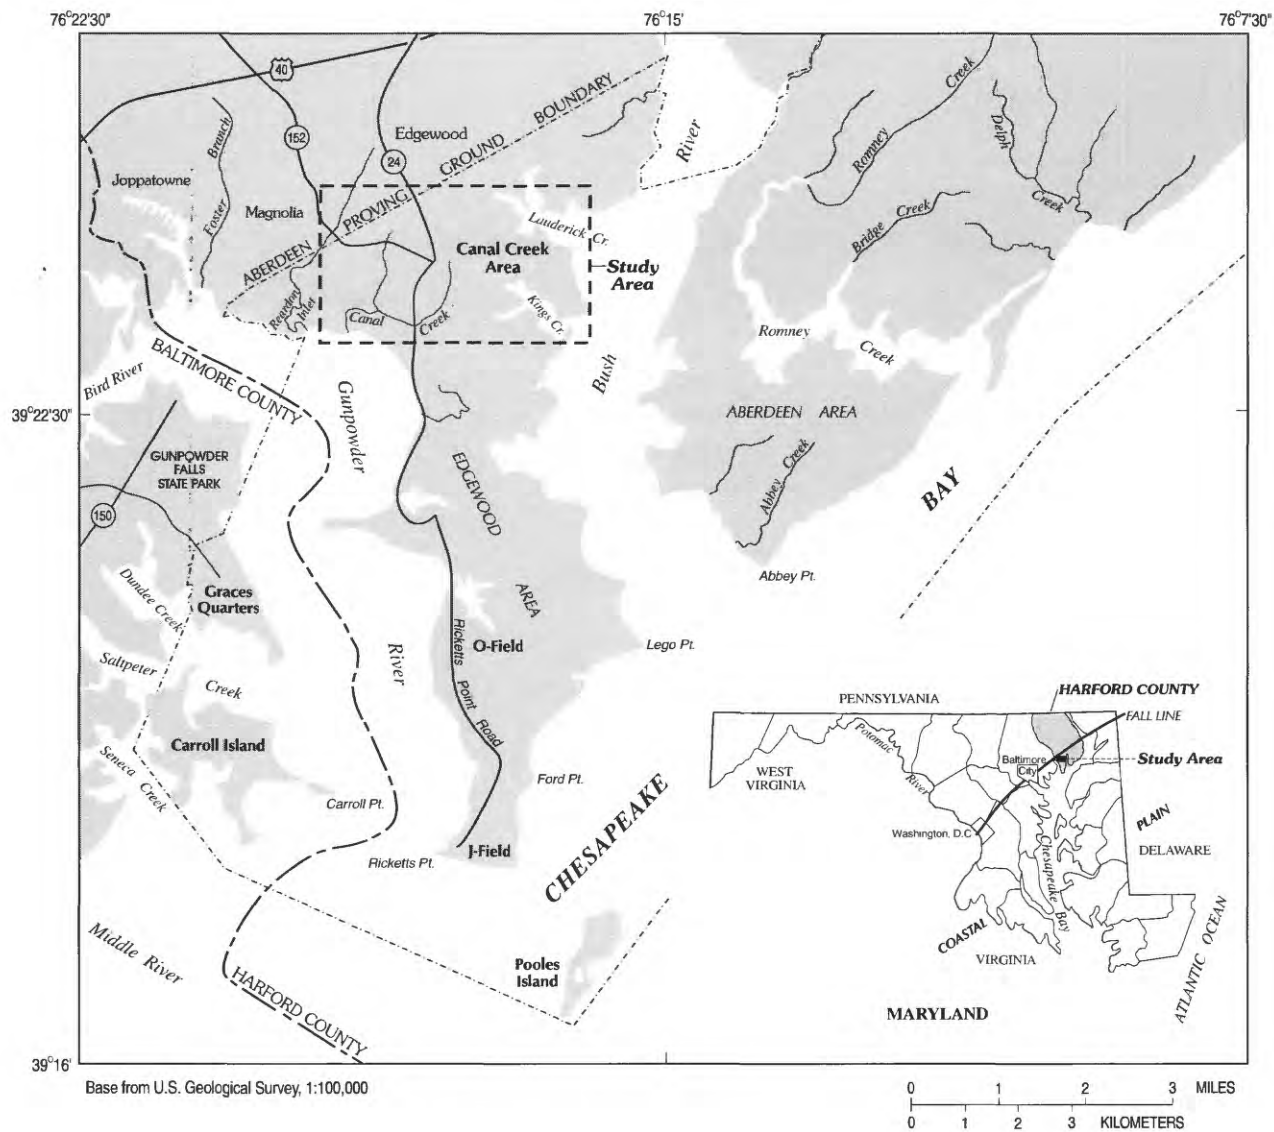 76°22'30"
76°15'
76°7'30"
40
152
24
Edgewood
ABERDEEN PROVING GROUND BOUNDARY
River
Romney Creek
Delph Creek
Joppatowne
Foster Branch
Magnolia
Lauderick Cr.
Canal Creek
Area
Study
Area
Bridge Creek
Reardon
Inlet
Canal Creek
Kings Cr.
Romney Creek
BALTIMORE COUNTY
Bird River
Gunpowder River
Bush
39°22'30"
ABERDEEN AREA
GUNPOWDER
FALLS
STATE PARK
EDGEWOOD AREA
Abbey Creek
BAY
150
Abbey Pt.
Dundee Creek
Graces
Quarters
O-Field
Ricketts Point Road
Lego Pt.
Saltpeter Creek
Carroll Island
Seneca Creek
Carroll Pt.
Ford Pt.
Ricketts Pt.
J-Field
CHESAPEAKE
Middle River
Pooles
Island
HARFORD COUNTY
PENNSYLVANIA
HARFORD COUNTY
FALL LINE
Potomac River
Baltimore
City
Study Area
WEST
VIRGINIA
Washington, D.C
PLAIN
DELAWARE
Chesapeake Bay
COASTAL
VIRGINIA
ATLANTIC OCEAN
MARYLAND
39°16'
Base from U.S. Geological Survey, 1:100,000
0 1 2 3 MILES
0 1 2 3 KILOMETERS